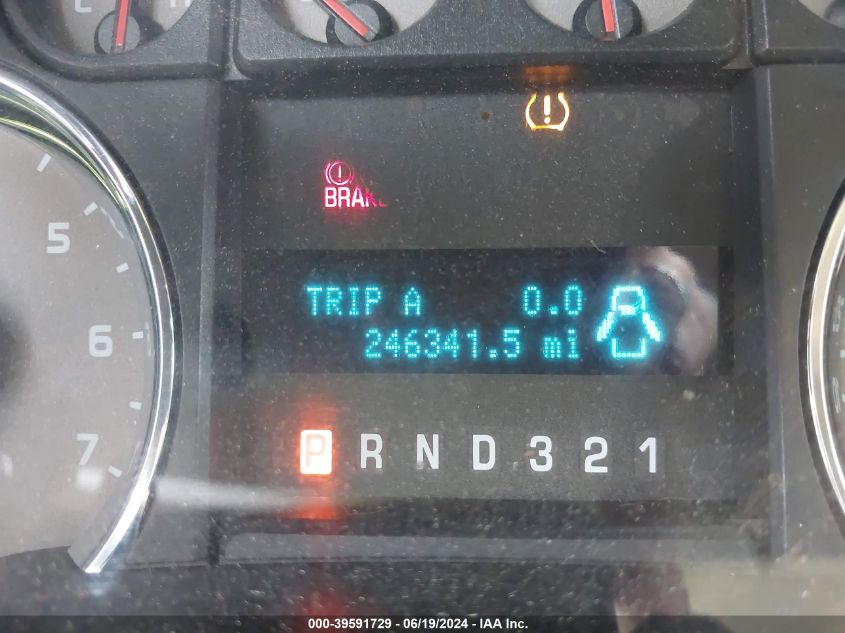 5
6
7
BRAKE
TRIP A 0.0
246341.5 mi
P R N D 3 2 1
000-39591729 - 06/19/2024 - IAA Inc.